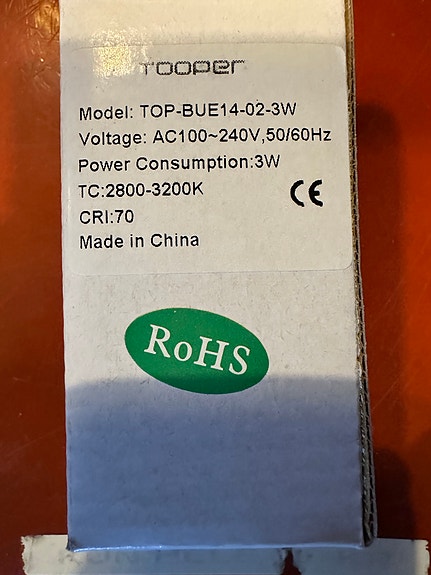 TOOPER
Model: TOP-BUE14-02-3W
Voltage: AC100~240V,50/60Hz
Power Consumption:3W
TC:2800-3200K
CE
CRI:70
Made in China
RoHS